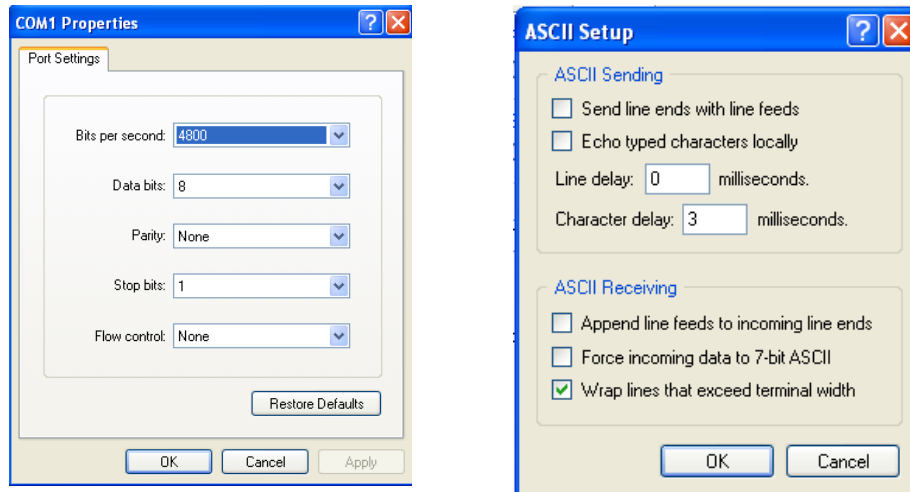 COM1 Properties
Port Settings
Bits per second: 4800
Data bits: 8
Parity: None
Stop bits: 1
Flow control: None
Restore Defaults
OK Cancel Apply
ASCII Setup
ASCII Sending
Send line ends with line feeds
Echo typed characters locally
Line delay: 0 milliseconds.
Character delay: 3 milliseconds.
ASCII Receiving
Append line feeds to incoming line ends
Force incoming data to 7-bit ASCII
Wrap lines that exceed terminal width
OK Cancel